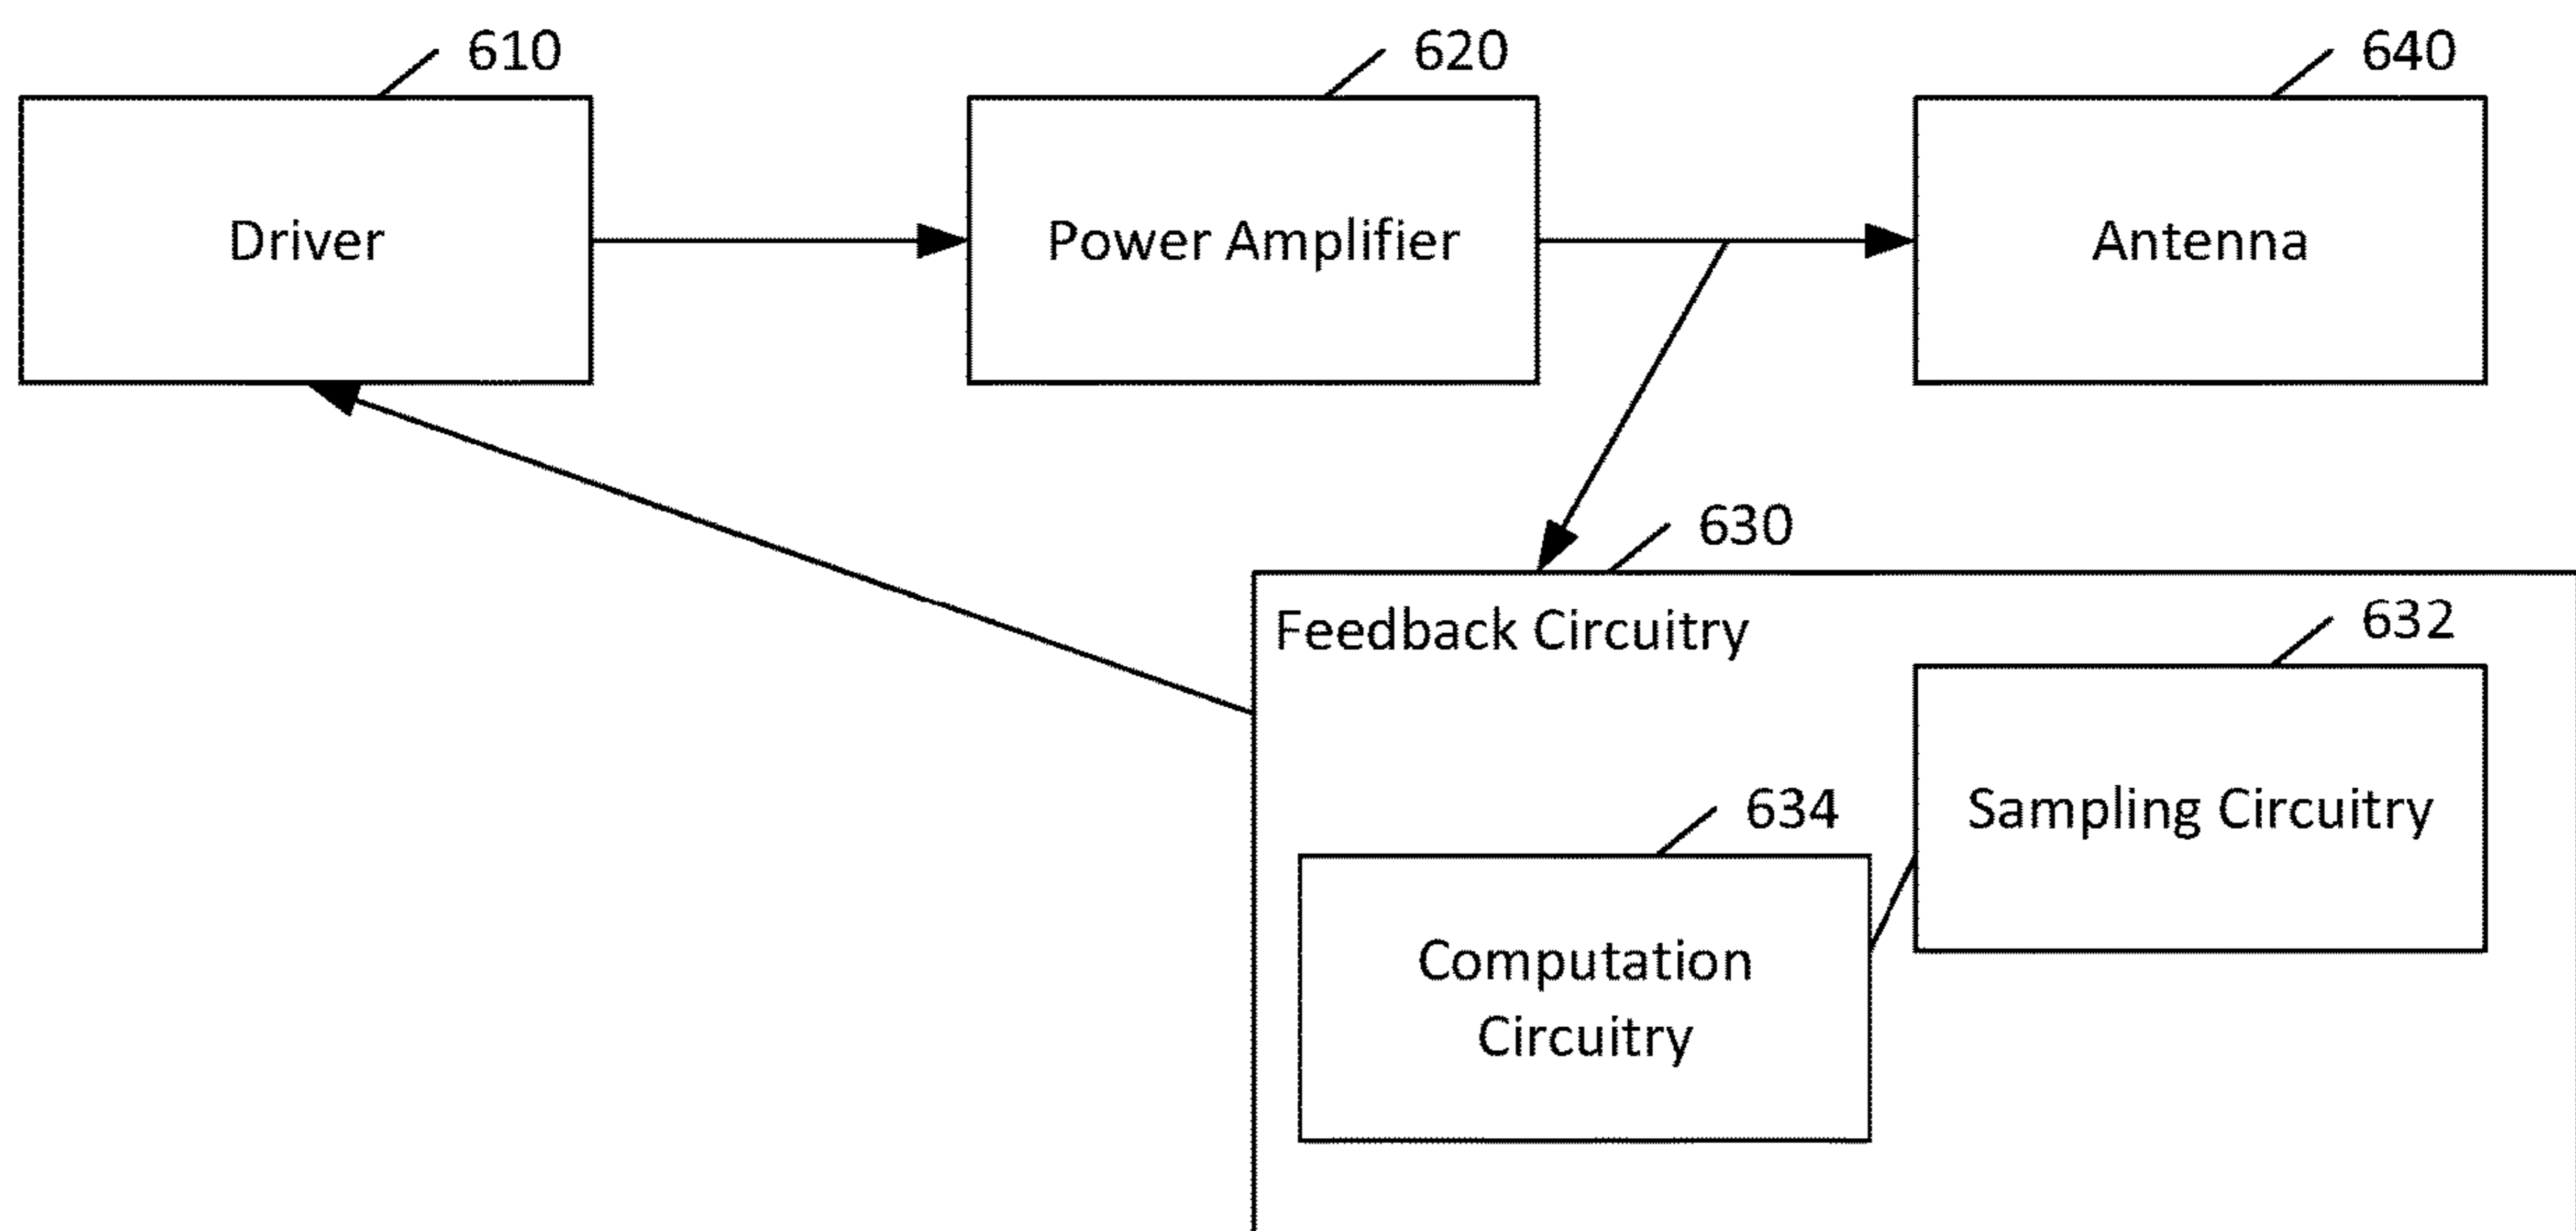 610
620
640
Driver
Power Amplifier
Antenna
630
Feedback Circuitry
632
Sampling Circuitry
634
Computation
Circuitry